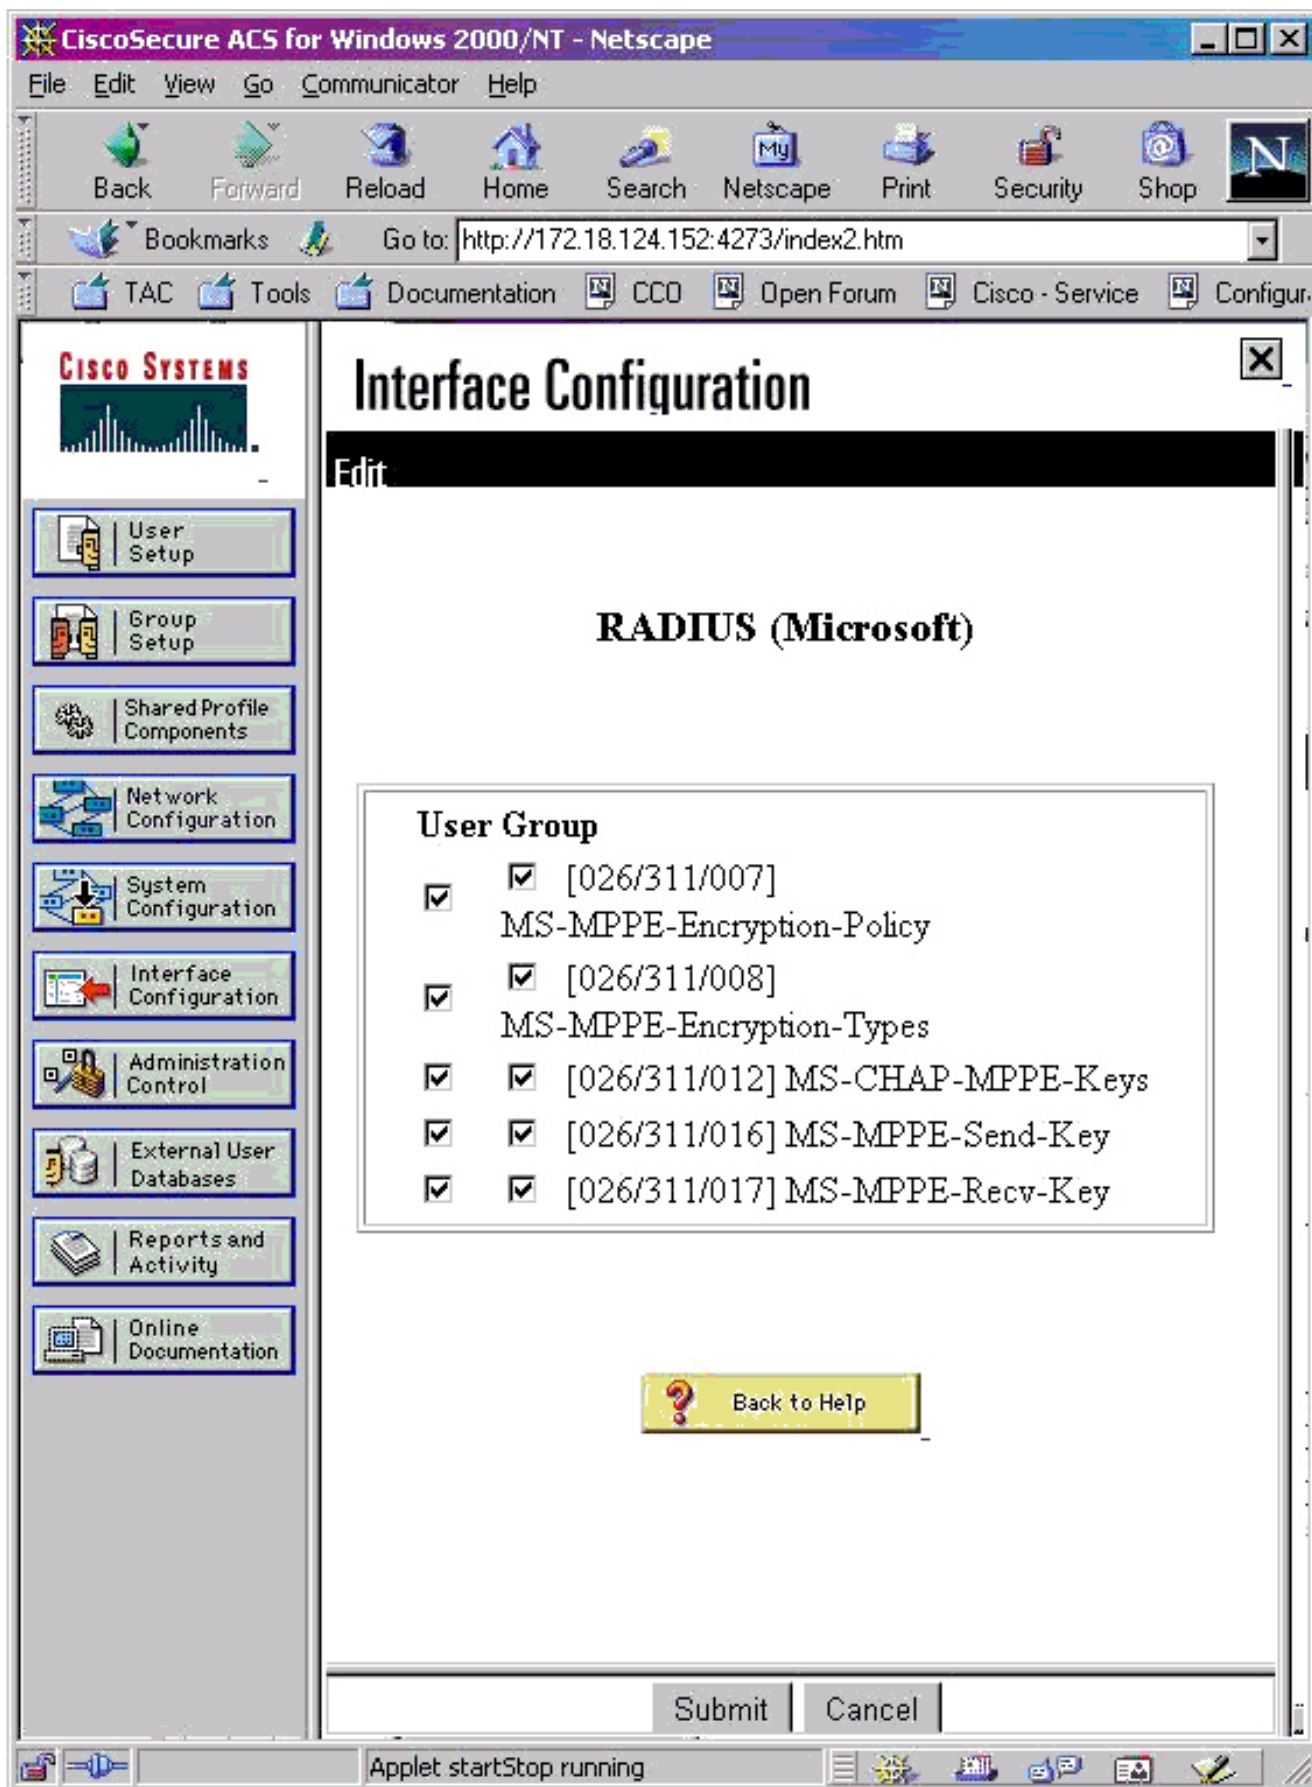 CiscoSecure ACS for Windows 2000/NT - Netscape
File Edit View Go Communicator Help
Back Forward Reload Home Search Netscape Print Security Shop
My
N
Bookmarks Go to: http://172.18.124.152:4273/index2.htm
TAC Tools Documentation CCO Open Forum Cisco - Service Configur
CISCO SYSTEMS
Interface Configuration
Edit
User
Setup
Group
Setup
Shared Profile
Components
Network
Configuration
System
Configuration
Interface
Configuration
Administration
Control
External User
Databases
Reports and
Activity
Online
Documentation
RADIUS (Microsoft)
User Group
[026/311/007]
MS-MPPE-Encryption-Policy
[026/311/008]
MS-MPPE-Encryption-Types
[026/311/012] MS-CHAP-MPPE-Keys
[026/311/016] MS-MPPE-Send-Key
[026/311/017] MS-MPPE-Recv-Key
? Back to Help
Submit Cancel
Applet startStop running